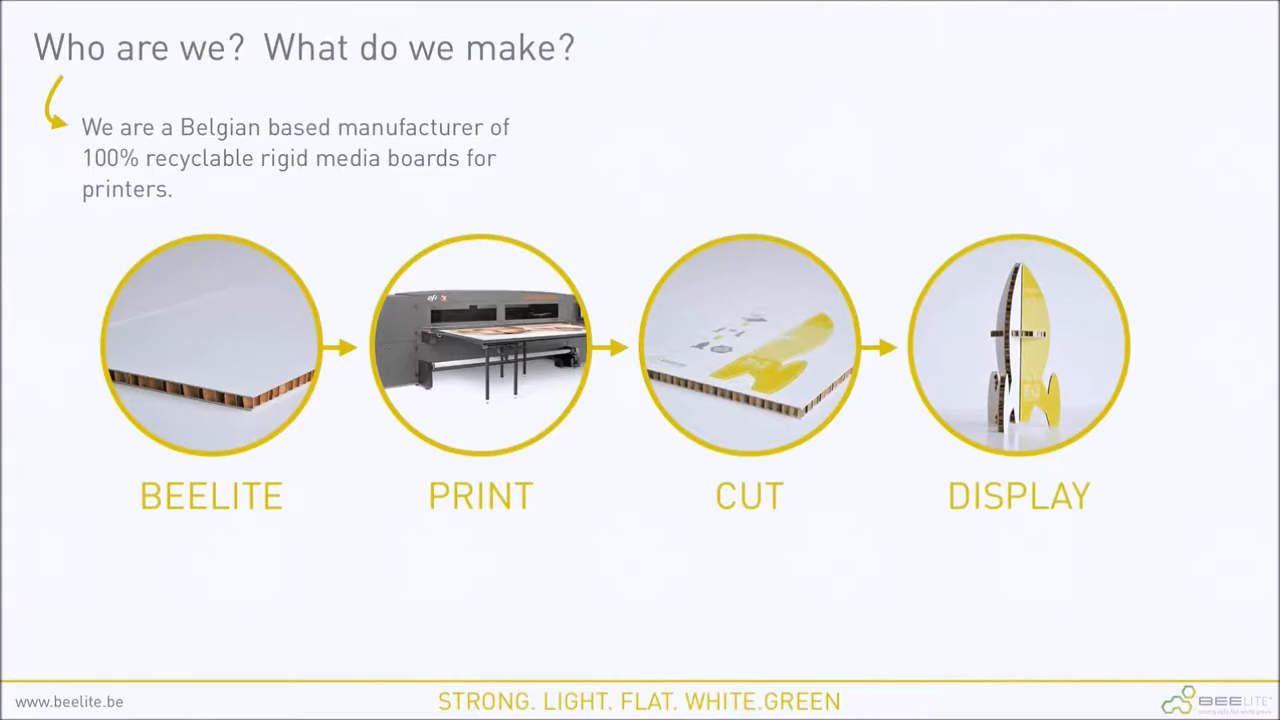 Who are we?  What do we make?
We are a Belgian based manufacturer of
100% recyclable rigid media boards for
printers.
efi
BEELITE
PRINT
CUT
DISPLAY
www.beelite.be
STRONG. LIGHT. FLAT. WHITE.GREEN
BEELITE